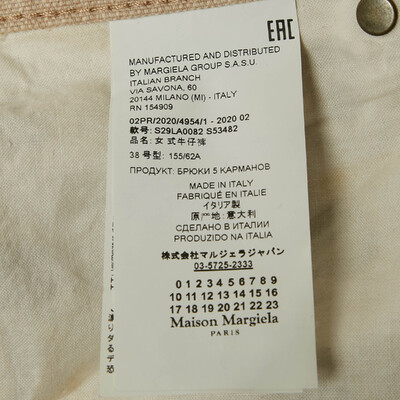 EAC
MANUFACTURED AND DISTRIBUTED
BY MARGIELA GROUP S.A.S.U.
ITALIAN BRANCH
VIA SAVONA, 60
20144 MILANO (MI) - ITALY
RN 154909
02PR/2020/4954/1 - 2020 02
款号: S29LA0082 S53482
品名: 女式牛仔裤
38 号型: 155/62A
ПРОДУКТ: БРЮКИ 5 КАРМАНОВ
MADE IN ITALY
FABRIQUÉ EN ITALIE
イタリア製
原产地: 意大利
СДЕЛАНО В ИТАЛИИ
PRODUZIDO NA ITALIA
株式会社マルジェラジャパン
03-5725-2333
0 1 2 3 4 5 6 7 8 9
10 11 12 13 14 15 16
17 18 19 20 21 22 23
Maison Margiela
PARIS